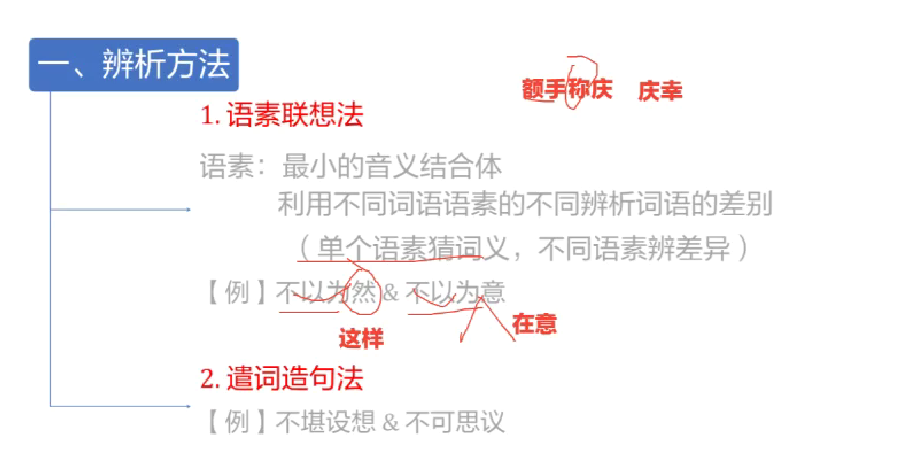 一、辨析方法
额手称庆 庆幸
1. 语素联想法
语素：最小的音义结合体
利用不同词语语素的不同辨析词语的差别
（单个语素猜词义，不同语素辨差异）
【例】不以为然 & 不以为意
这样 在意
2. 遣词造句法
【例】不堪设想 & 不可思议